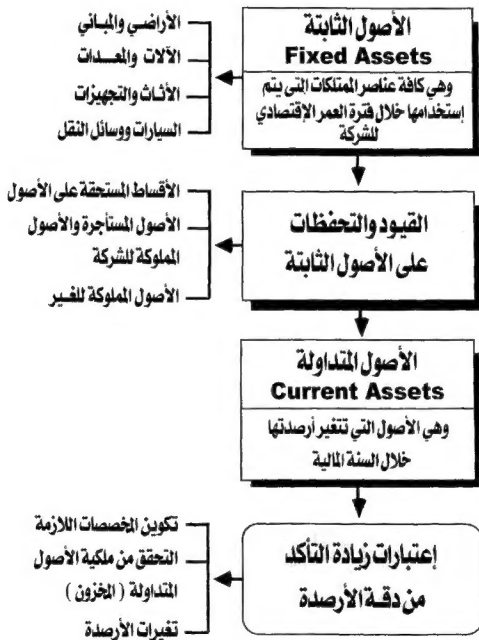 الأصول الثابتة
Fixed Assets
وهي كافة عناصر الممتلكات التى يتم
إستخدامها خلال فترة العمر الإقتصادي
للشركة
الأراضي والمباني
الآلات والمعدات
الأثاث والتجهيزات
السيارات ووسائل النقل
القيود والتحفظات
على الأصول الثابتة
الأقساط المستحقة على الأصول
الأصول المستأجرة والأصول
المملوكة للشركة
الأصول المملوكة للغير
الأصول المتداولة
Current Assets
وهي الأصول التي تتغير أرصدتها
خلال السنة المالية
إعتبارات زيادة التأكد
من دقة الأرصدة
تكوين المخصصات اللازمة
التحقق من ملكية الأصول
المتداولة ( المخزون )
تغيرات الأرصدة